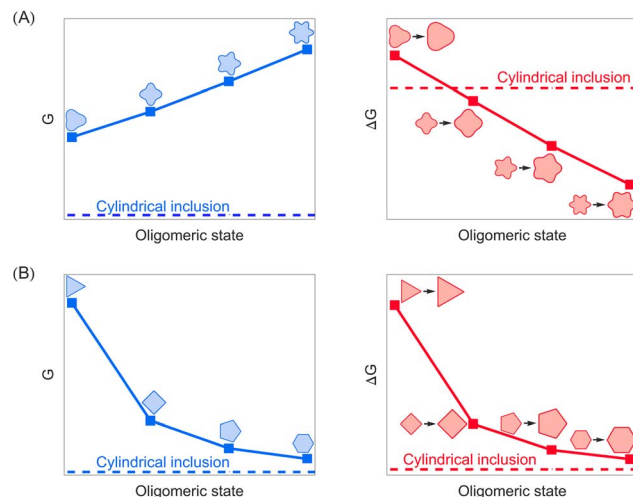 (A)
G
Cylindrical inclusion
Oligomeric state
ΔG
Cylindrical inclusion
Oligomeric state
(B)
G
Cylindrical inclusion
Oligomeric state
ΔG
Cylindrical inclusion
Oligomeric state